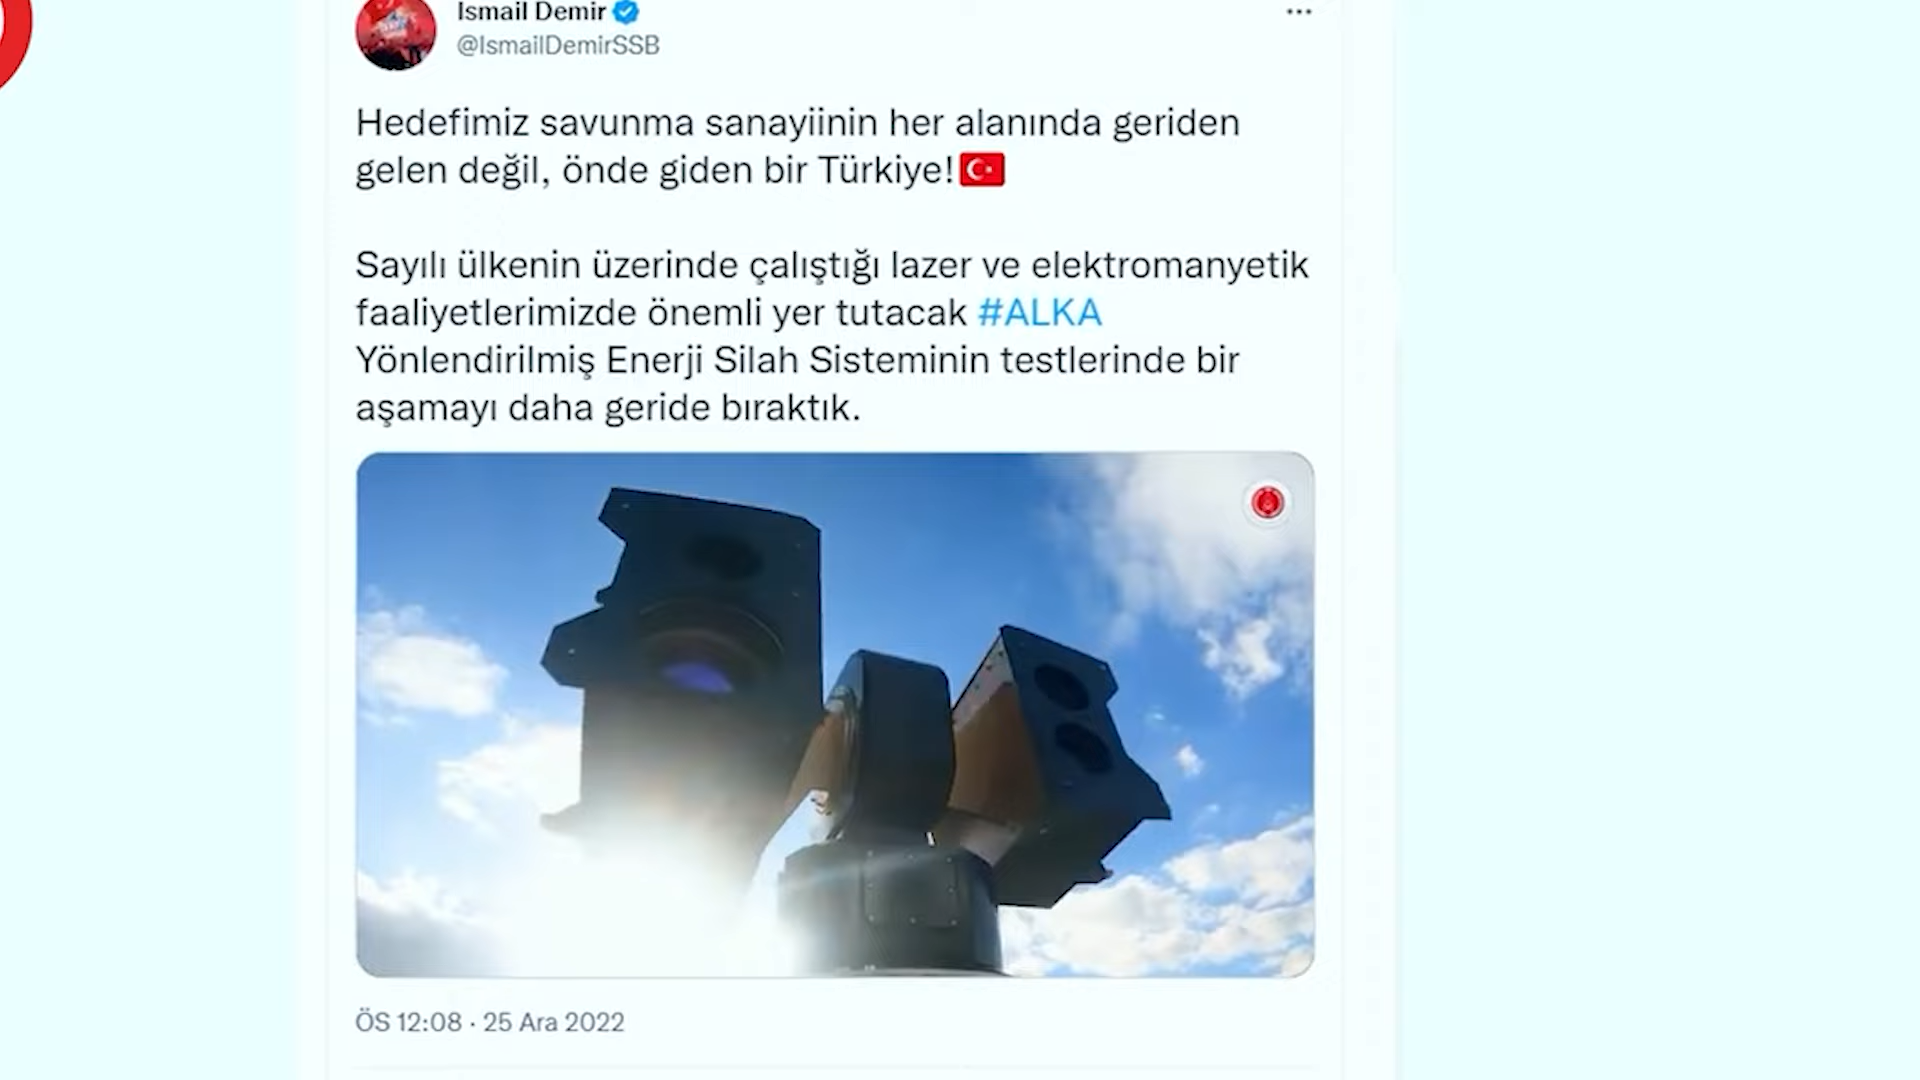 Ismail Demir
@IsmailDemirSSB
Hedefimiz savunma sanayiinin her alanında geriden
gelen değil, önde giden bir Türkiye!🇹🇷
Sayılı ülkenin üzerinde çalıştığı lazer ve elektromanyetik
faaliyetlerimizde önemli yer tutacak #ALKA
Yönlendirilmiş Enerji Silah Sisteminin testlerinde bir
aşamayı daha geride bıraktık.
ÖS 12:08 · 25 Ara 2022